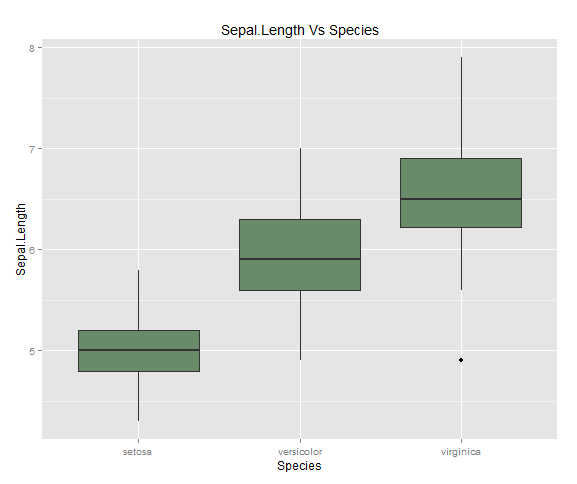 Sepal.Length Vs Species
8
7
6
5
Sepal.Length
setosa versicolor virginica
Species